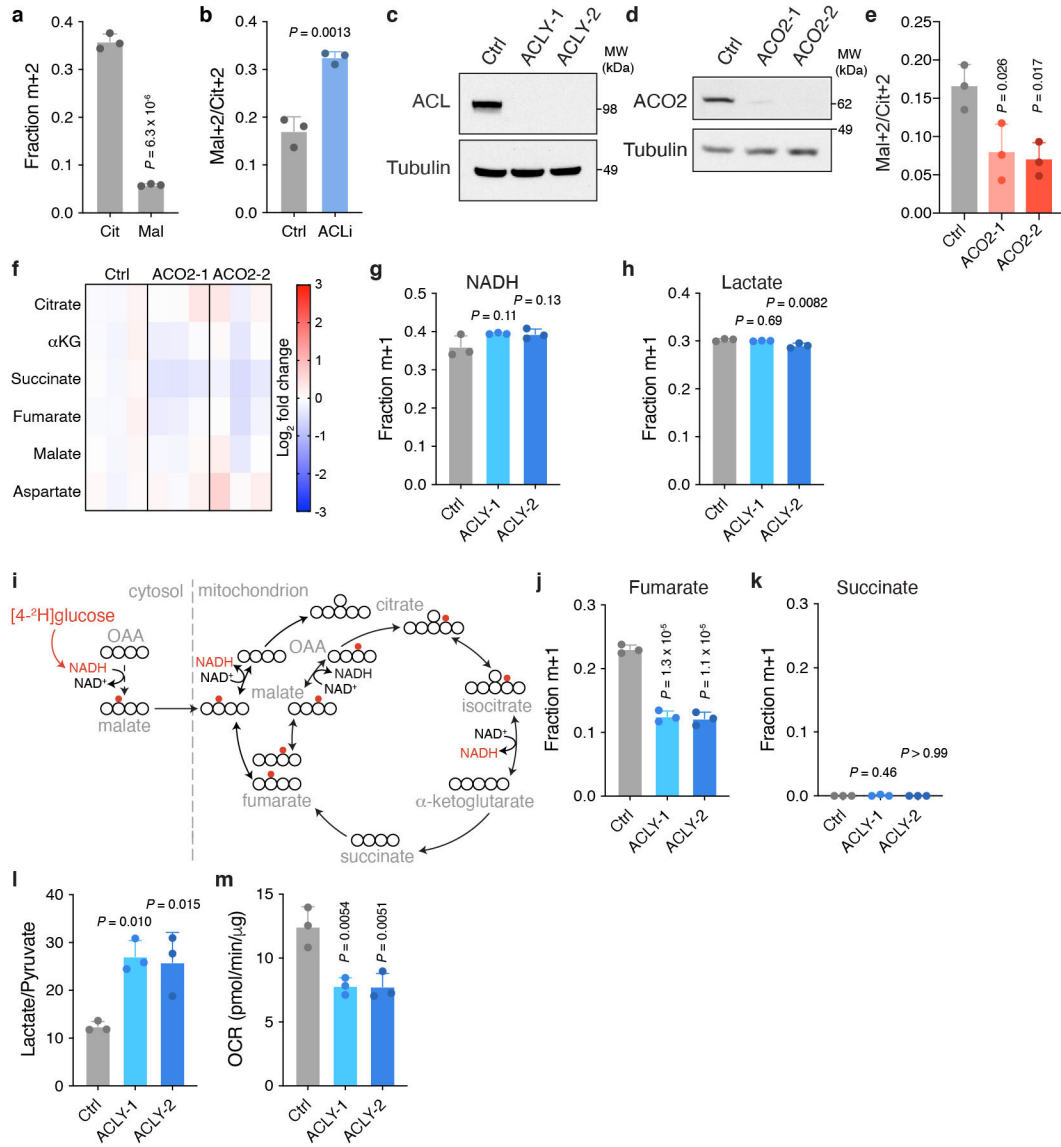 a
Fraction m+2
0.4
0.3
0.2
0.1
0.0
P = 6.3 x 10-6
Cit Mal
b
Mal+2/Cit+2
0.4
0.3
0.2
0.1
0.0
P = 0.0013
Ctrl ACLi
c
Ctrl ACLY-1 ACLY-2
MW
(kDa)
ACL
98
Tubulin
49
d
Ctrl ACO2-1 ACO2-2
MW
(kDa)
ACO2
62
49
Tubulin
e
Mal+2/Cit+2
0.20
0.15
0.10
0.05
0.00
P = 0.026
P = 0.017
Ctrl ACO2-1 ACO2-2
f
Ctrl ACO2-1 ACO2-2
Citrate
αKG
Succinate
Fumarate
Malate
Aspartate
3
2
1
0
-1
-2
-3
Log2 fold change
g
NADH
Fraction m+1
0.5
0.4
0.3
0.2
0.1
0.0
P = 0.11
P = 0.13
Ctrl ACLY-1 ACLY-2
h
Lactate
Fraction m+1
0.4
0.3
0.2
0.1
0.0
P = 0.69
P = 0.0082
Ctrl ACLY-1 ACLY-2
i
cytosol mitochondrion
[4-2H]glucose
OAA
NADH
NAD+
malate
NADH
NAD+
malate
OAA
NADH
NAD+
citrate
isocitrate
NAD+
NADH
α-ketoglutarate
succinate
fumarate
j
Fumarate
Fraction m+1
0.3
0.2
0.1
0.0
P = 1.3 x 10-5
P = 1.1 x 10-5
Ctrl ACLY-1 ACLY-2
k
Succinate
Fraction m+1
0.3
0.2
0.1
0.0
P = 0.46
P > 0.99
Ctrl ACLY-1 ACLY-2
l
Lactate/Pyruvate
40
30
20
10
0
P = 0.010
P = 0.015
Ctrl ACLY-1 ACLY-2
m
OCR (pmol/min/µg)
15
10
5
0
P = 0.0054
P = 0.0051
Ctrl ACLY-1 ACLY-2